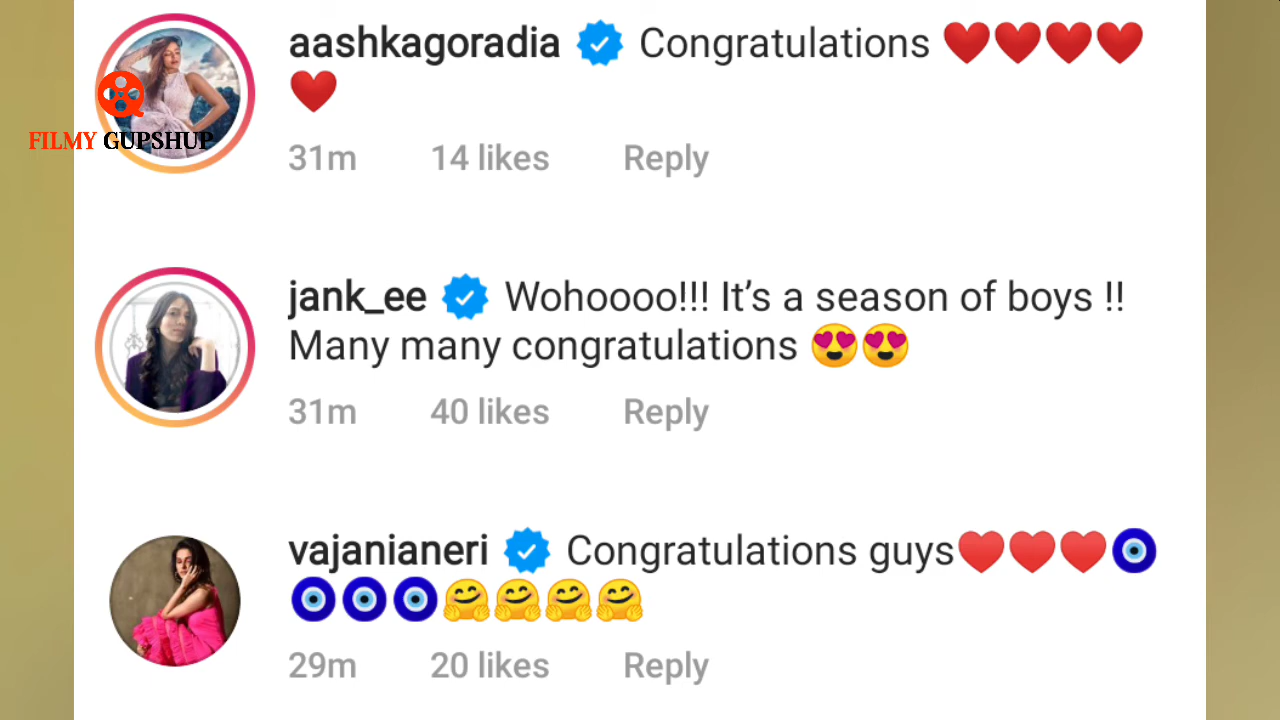 aashkagoradia Congratulations ❤️❤️❤️❤️
❤️
FILMY GUPSHUP
31m 14 likes Reply
jank_ee Wohoooo!!! It’s a season of boys !!
Many many congratulations 😍😍
31m 40 likes Reply
vajanianeri Congratulations guys♥️♥️♥️🧿
🧿🧿🧿🤗🤗🤗🤗
29m 20 likes Reply